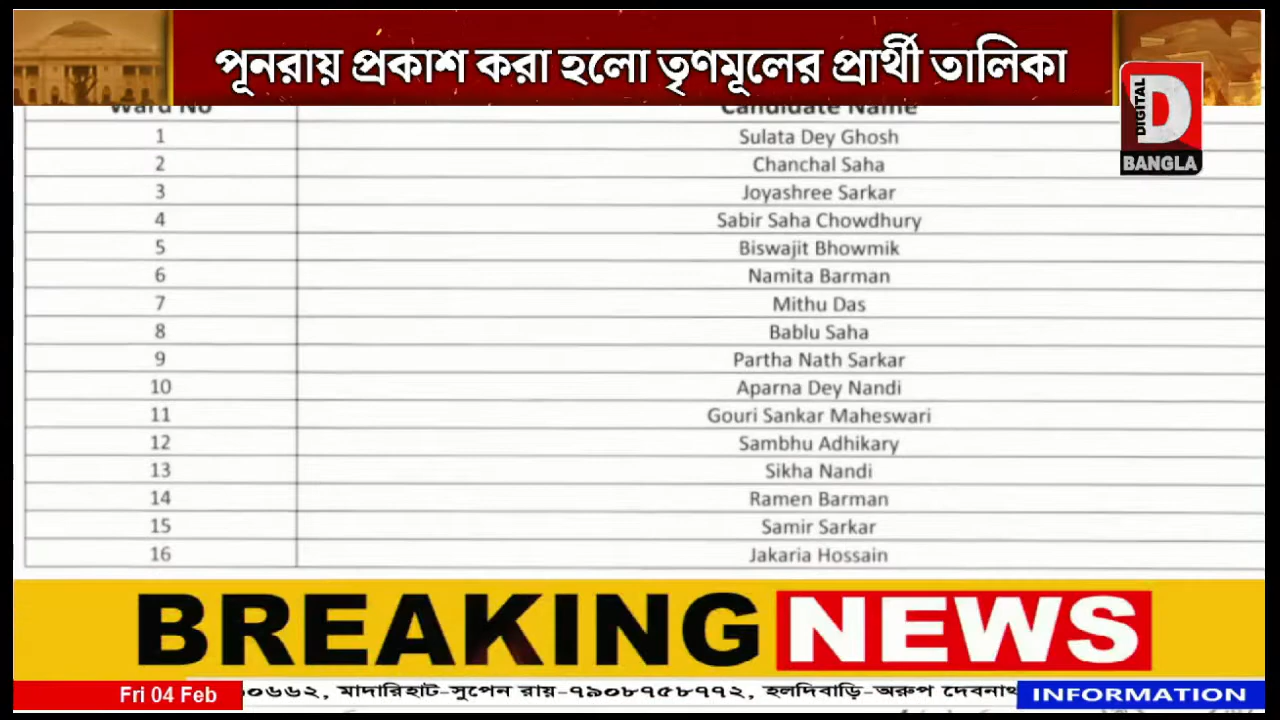 পূনরায় প্রকাশ করা হলো তৃণমূলের প্রার্থী তালিকা
DIGITAL
D
BANGLA
Ward No Candidate Name
1 Sulata Dey Ghosh
2 Chanchal Saha
3 Joyashree Sarkar
4 Sabir Saha Chowdhury
5 Biswajit Bhowmik
6 Namita Barman
7 Mithu Das
8 Bablu Saha
9 Partha Nath Sarkar
10 Aparna Dey Nandi
11 Gouri Sankar Maheswari
12 Sambhu Adhikary
13 Sikha Nandi
14 Ramen Barman
15 Samir Sarkar
16 Jakaria Hossain
BREAKING NEWS
Fri 04 Feb ০৬৬২, মাদারিহাট-সুপেন রায়-৭৯০৮৭৫৮৭৭২, হলদিবাড়ি-অরুপ দেবনাথ INFORMATION